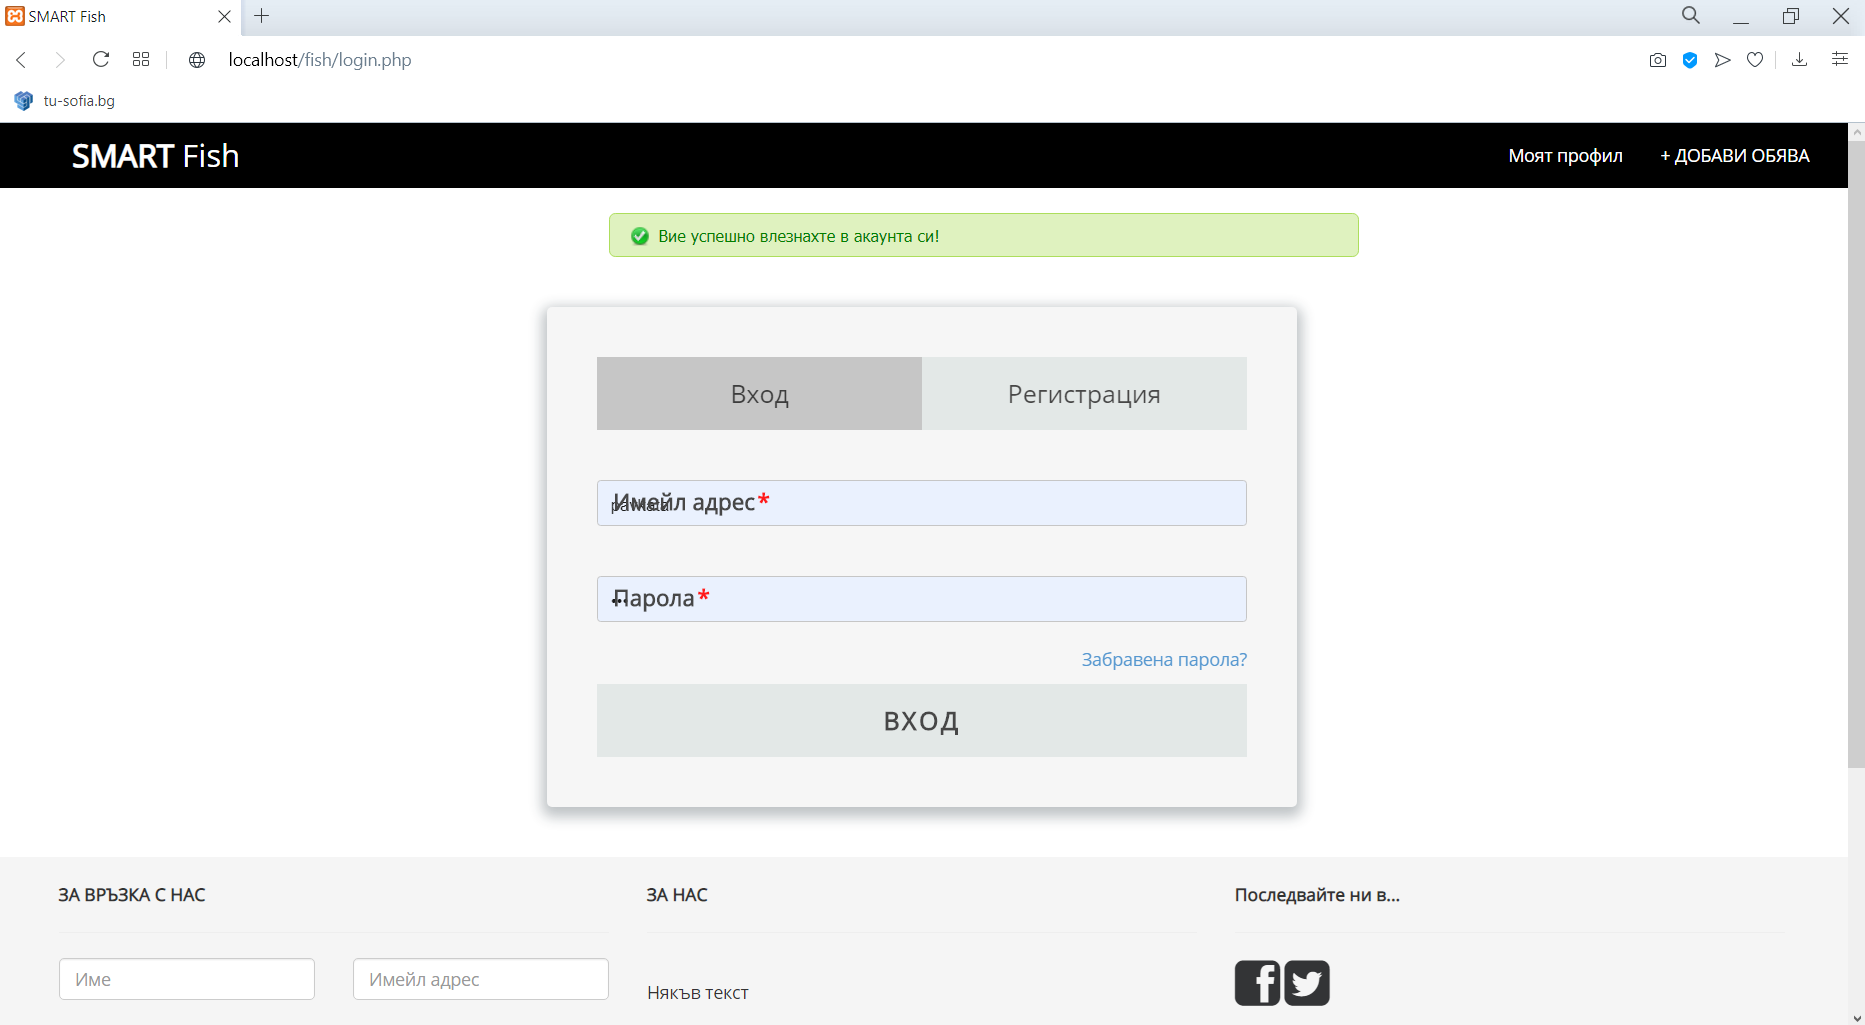 SMART Fish
localhost/fish/login.php
tu-sofia.bg
SMART Fish
Моят профил
+ ДОБАВИ ОБЯВА
Вие успешно влезнахте в акаунта си!
Вход
Регистрация
Имейл адрес*
Парола*
Забравена парола?
ВХОД
ЗА ВРЪЗКА С НАС
ЗА НАС
Последвайте ни в...
Име
Имейл адрес
Някъв текст